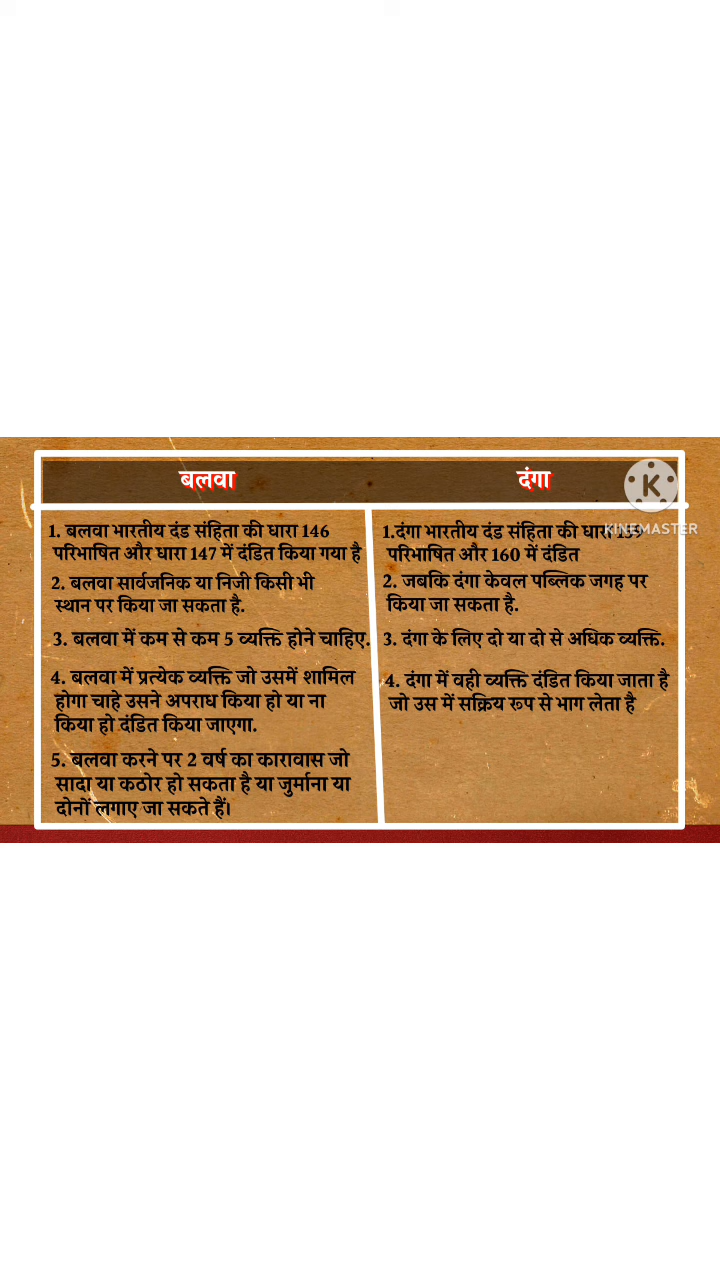 बलवा
दंगा
1. बलवा भारतीय दंड संहिता की धारा 146
परिभाषित और धारा 147 में दंडित किया गया है
2. बलवा सार्वजनिक या निजी किसी भी
स्थान पर किया जा सकता है.
3. बलवा में कम से कम 5 व्यक्ति होने चाहिए.
4. बलवा में प्रत्येक व्यक्ति जो उसमें शामिल
होगा चाहे उसने अपराध किया हो या ना
किया हो दंडित किया जाएगा.
5. बलवा करने पर 2 वर्ष का कारावास जो
सादा या कठोर हो सकता है या जुर्माना या
दोनों लगाए जा सकते हैं।
1.दंगा भारतीय दंड संहिता की धारा 159
परिभाषित और 160 में दंडित
2. जबकि दंगा केवल पब्लिक जगह पर
किया जा सकता है.
3. दंगा के लिए दो या दो से अधिक व्यक्ति.
4. दंगा में वही व्यक्ति दंडित किया जाता है
जो उस में सक्रिय रूप से भाग लेता है
K
KINEMASTER